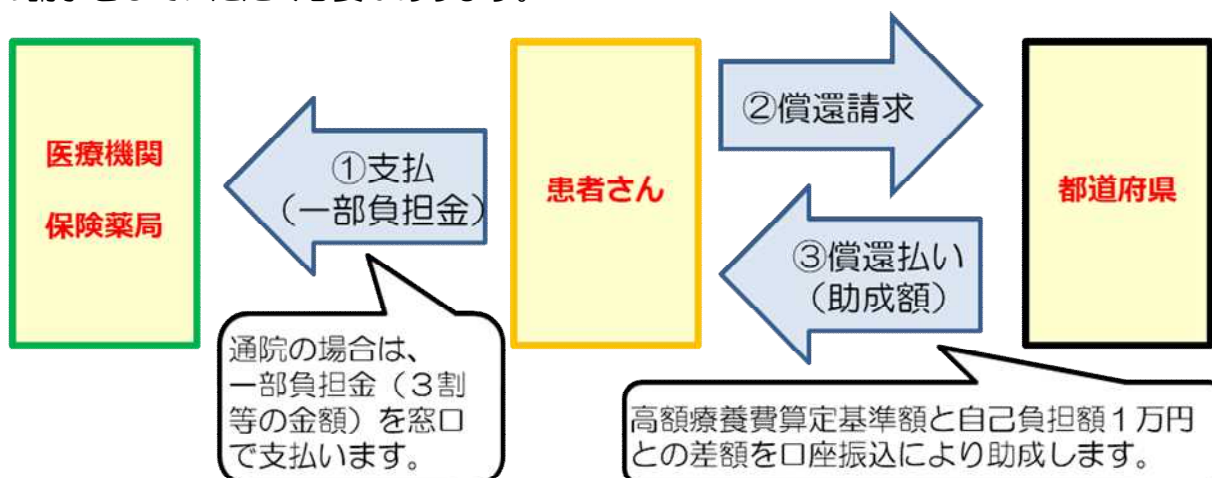 医療機関
保険薬局
①支払
（一部負担金）
患者さん
②償還請求
③償還払い
（助成額）
都道府県
通院の場合は、
一部負担金（３割
等の金額）を窓口
で支払います。
高額療養費算定基準額と自己負担額１万円
との差額を口座振込により助成します。